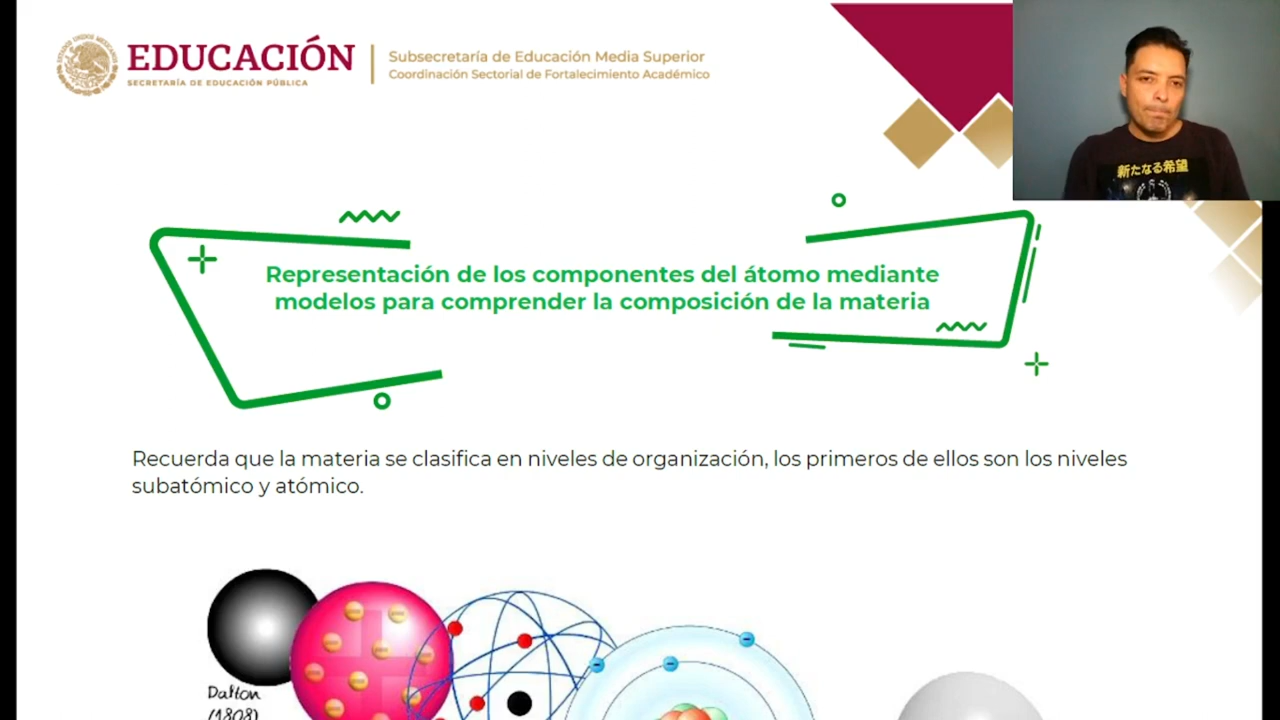 EDUCACIÓN
SECRETARÍA DE EDUCACIÓN PÚBLICA
Subsecretaría de Educación Media Superior
Coordinación Sectorial de Fortalecimiento Académico
新たなる希望
Representación de los componentes del átomo mediante
modelos para comprender la composición de la materia
Recuerda que la materia se clasifica en niveles de organización, los primeros de ellos son los niveles
subatómico y atómico.
Dalton
(1808)